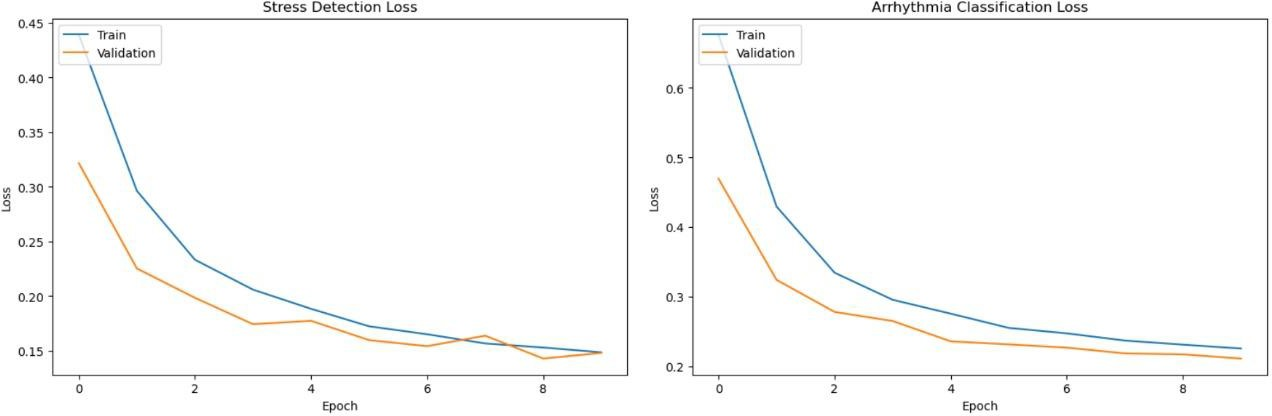 Stress Detection Loss
0.45
0.40
0.35
0.30
0.25
0.20
0.15
Loss
Train
Validation
0 2 4 6 8
Epoch
Arrhythmia Classification Loss
0.6
0.5
0.4
0.3
0.2
Loss
Train
Validation
0 2 4 6 8
Epoch